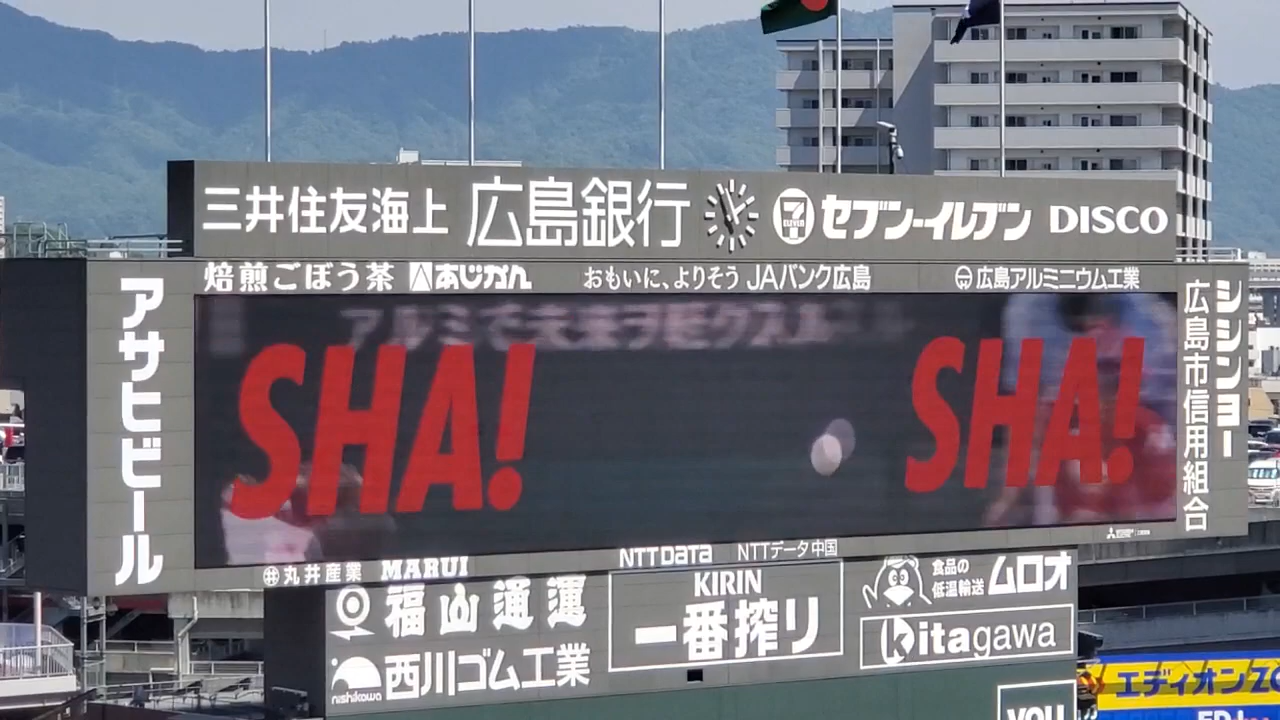 三井住友海上 広島銀行 7 ELEVEN セブン-イレブン DISCO
焙煎ごぼう茶 あじかん おもいに、よりそう JAバンク広島 広島アルミニウム工業
アサヒビール
SHA! SHA!
シシンヨー
広島市信用組合
丸井産業 MARUI NTT DATA NTTデータ中国
福山通運
KIRIN
一番搾り
食品の
低温輸送 ムロオ
nishikawa 西川ゴム工業
Kitagawa
エディオン
YOU